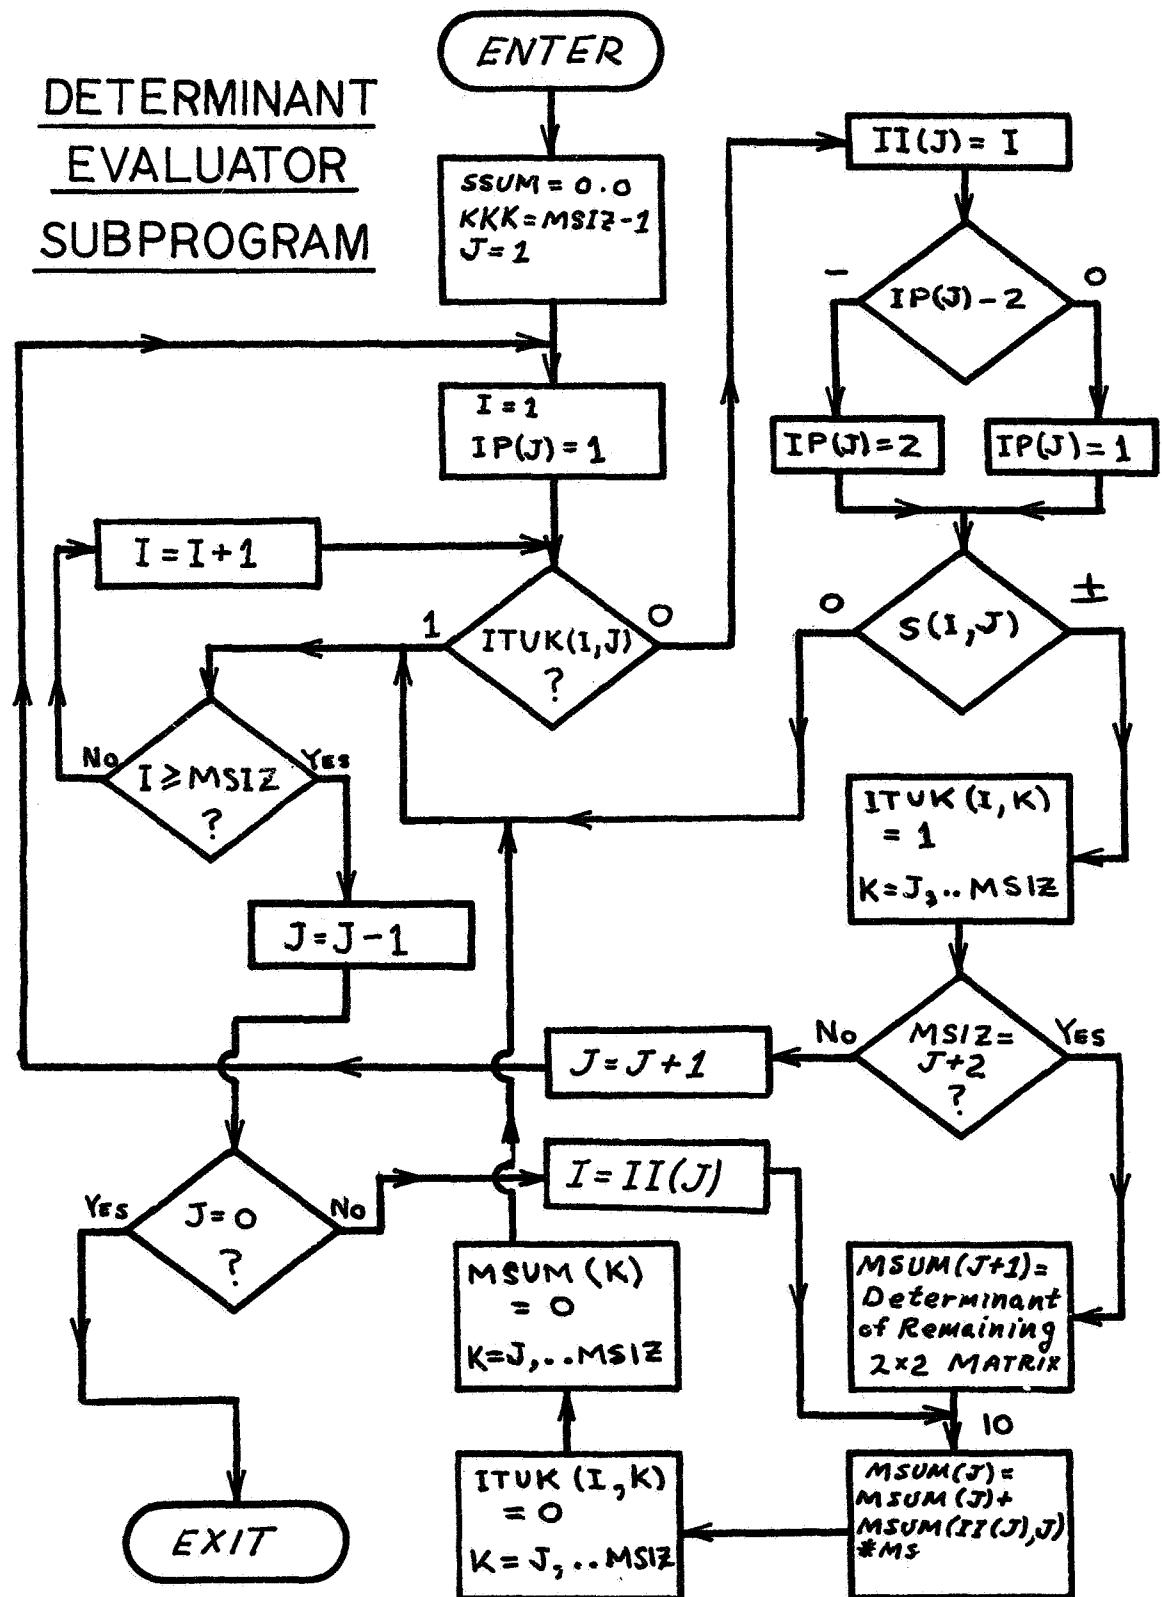 DETERMINANT
EVALUATOR
SUBPROGRAM
ENTER
SSUM = 0.0
KKK = MSIZ-1
J = 1
I = 1
IP(J) = 1
I = I + 1
ITUK(I,J)
?
1
0
I ≥ MSIZ
?
No
YES
J = J - 1
J = 0
?
YES
No
EXIT
II(J) = I
IP(J) - 2
-
0
IP(J) = 2
IP(J) = 1
S(I,J)
0
±
ITUK (I,K)
= 1
K = J,..MSIZ
MSIZ =
J+2
?
No
YES
J = J + 1
I = II(J)
MSUM(J+1) =
Determinant
of Remaining
2×2 MATRIX
10
MSUM(J) =
MSUM(J) +
MSUM(II(J),J)
*MS
ITUK (I,K)
= 0
K = J,..MSIZ
MSUM (K)
= 0
K=J,..MSIZ